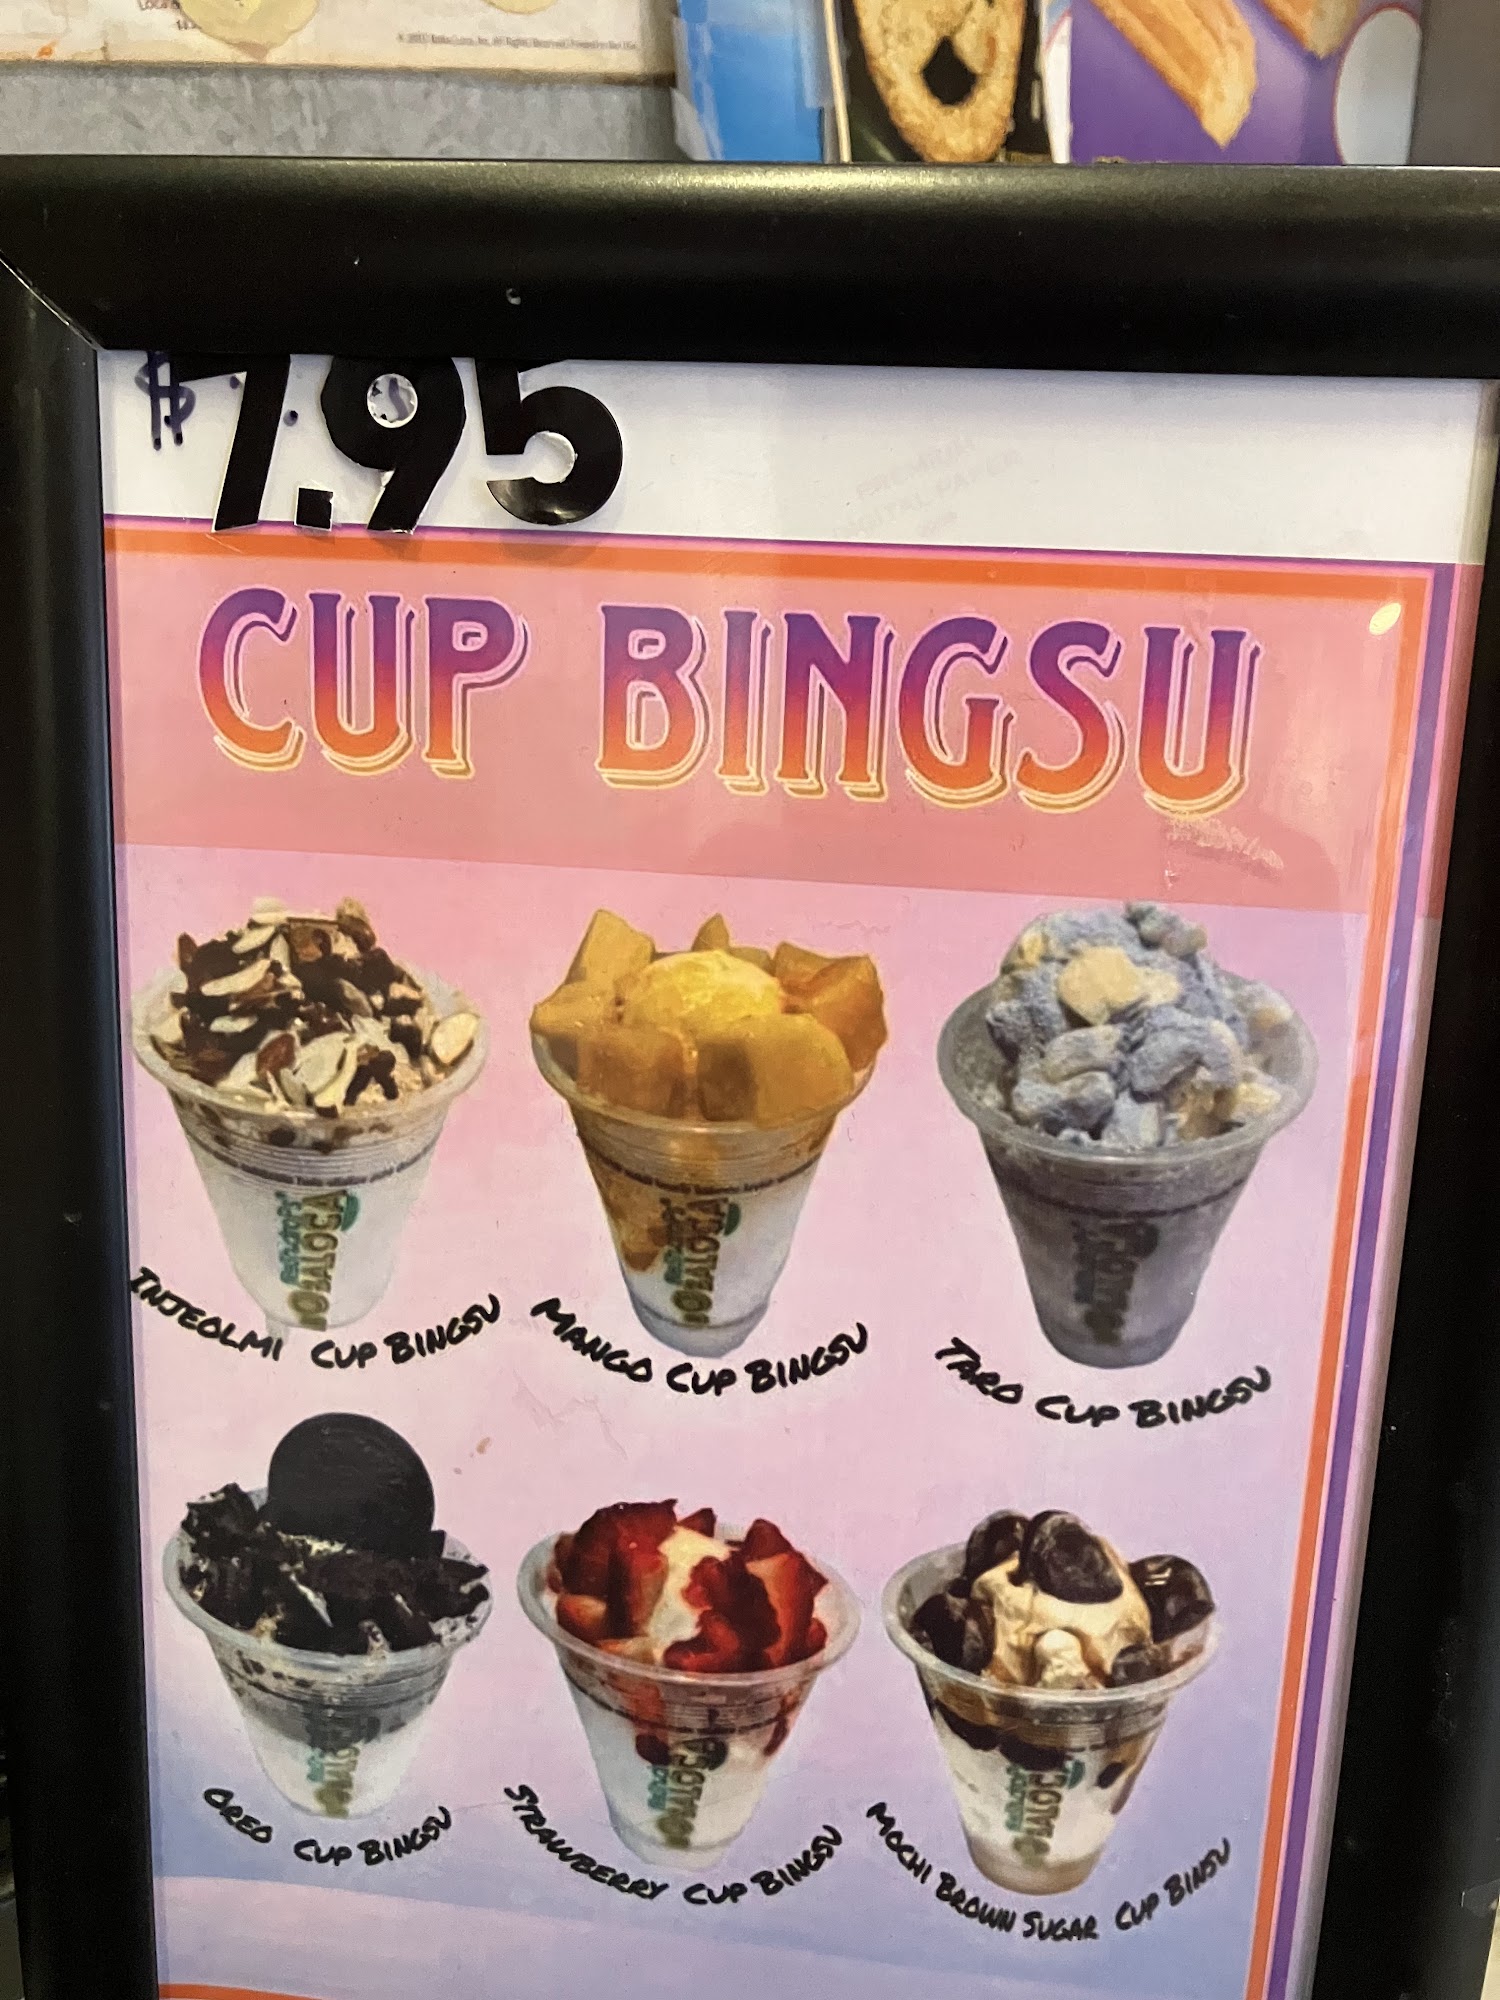 $7.95
CUP BINGSU
INJEOLMI CUP BINGSU
MANGO CUP BINGSU
TARO CUP BINGSU
OREO CUP BINGSU
STRAWBERRY CUP BINGSU
MOCHI BROWN SUGAR CUP BINSU